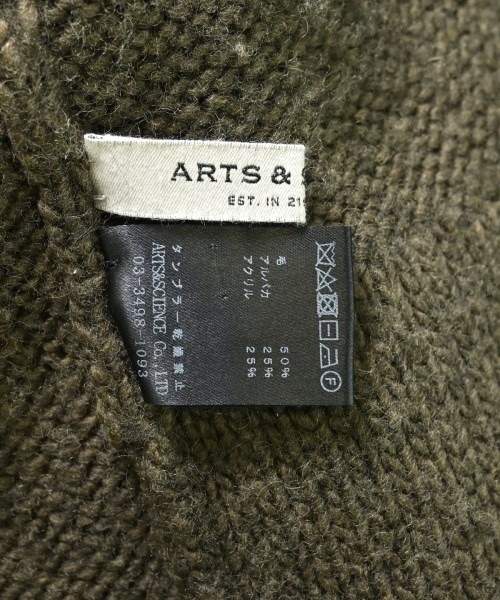 ARTS &
EST. IN 21
毛 50%
アルパカ 25%
アクリル 25%
タンブラー乾燥禁止
ARTS&SCIENCE Co., LTD
03-3498-1093
F